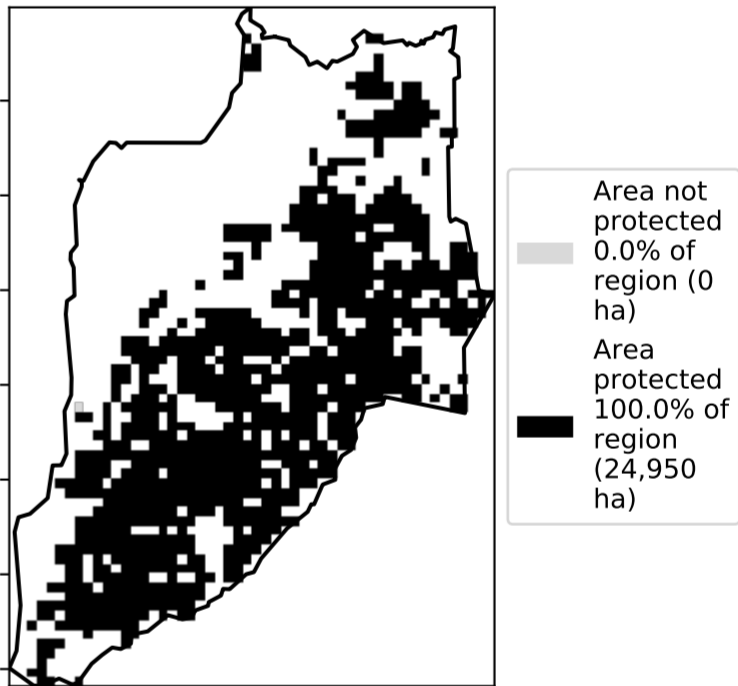 Area not
protected
0.0% of
region (0
ha)
Area
protected
100.0% of
region
(24,950
ha)